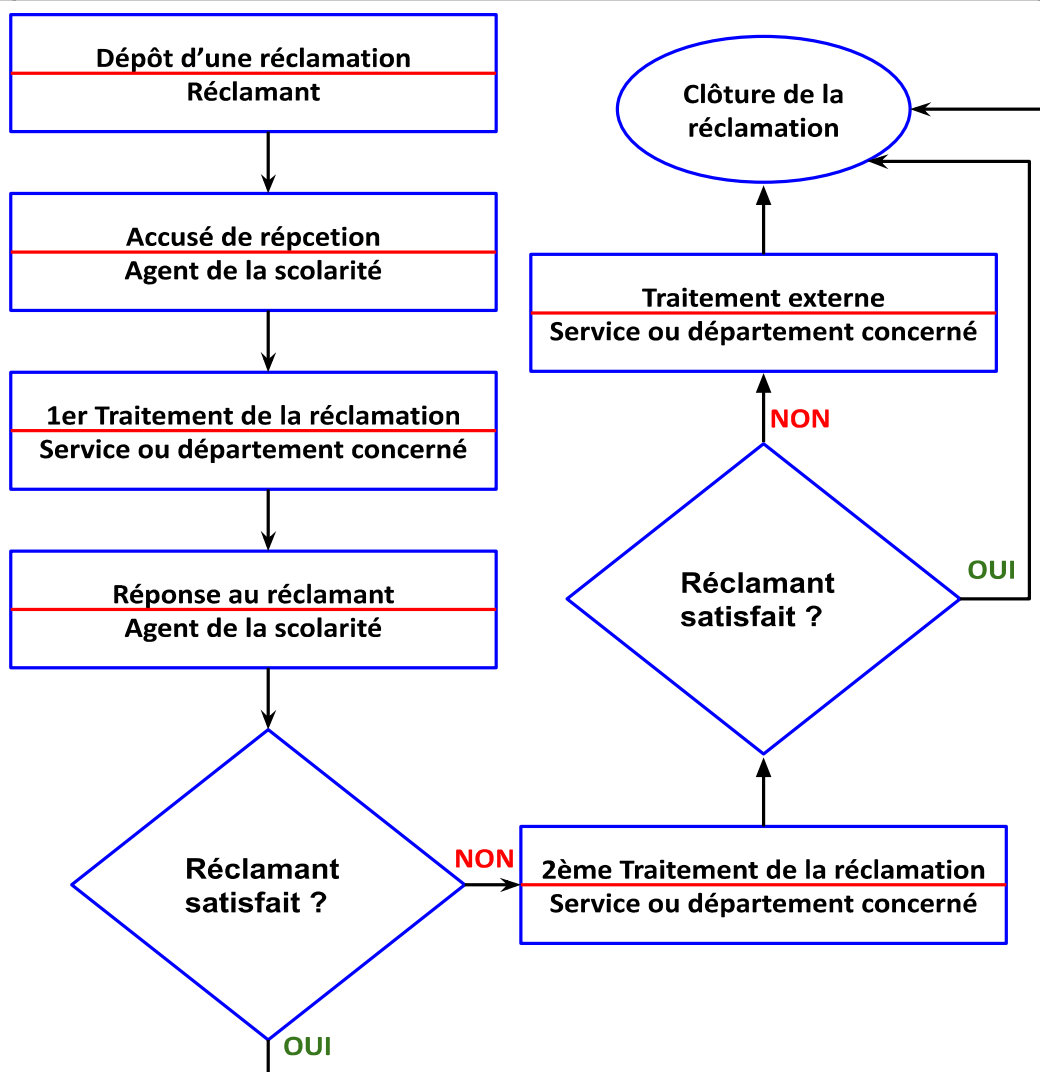 Dépôt d’une réclamation
Réclamant
Accusé de répcetion
Agent de la scolarité
1er Traitement de la réclamation
Service ou département concerné
Réponse au réclamant
Agent de la scolarité
Réclamant
satisfait ?
OUI
NON
2ème Traitement de la réclamation
Service ou département concerné
Réclamant
satisfait ?
OUI
NON
Traitement externe
Service ou département concerné
Clôture de la
réclamation